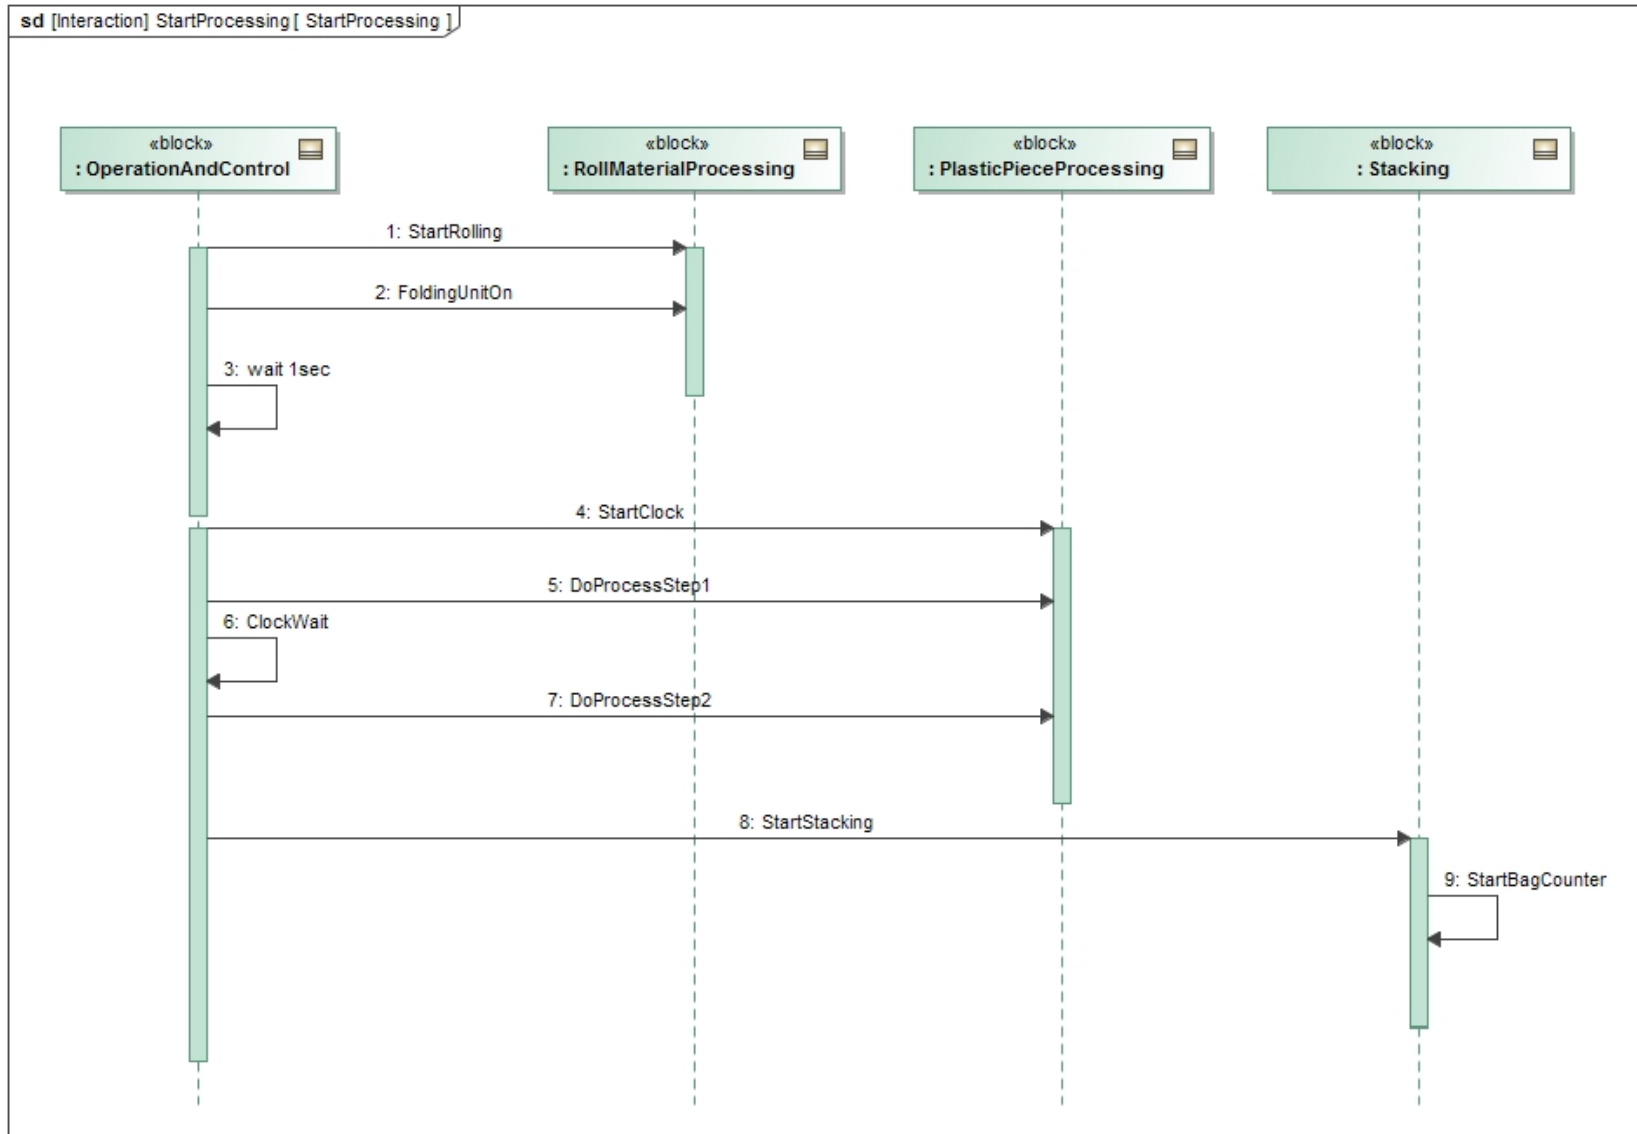 sd [Interaction] StartProcessing [ StartProcessing ]
«block»
: OperationAndControl
«block»
: RollMaterialProcessing
«block»
: PlasticPieceProcessing
«block»
: Stacking
1: StartRolling
2: FoldingUnitOn
3: wait 1sec
4: StartClock
5: DoProcessStep1
6: ClockWait
7: DoProcessStep2
8: StartStacking
9: StartBagCounter